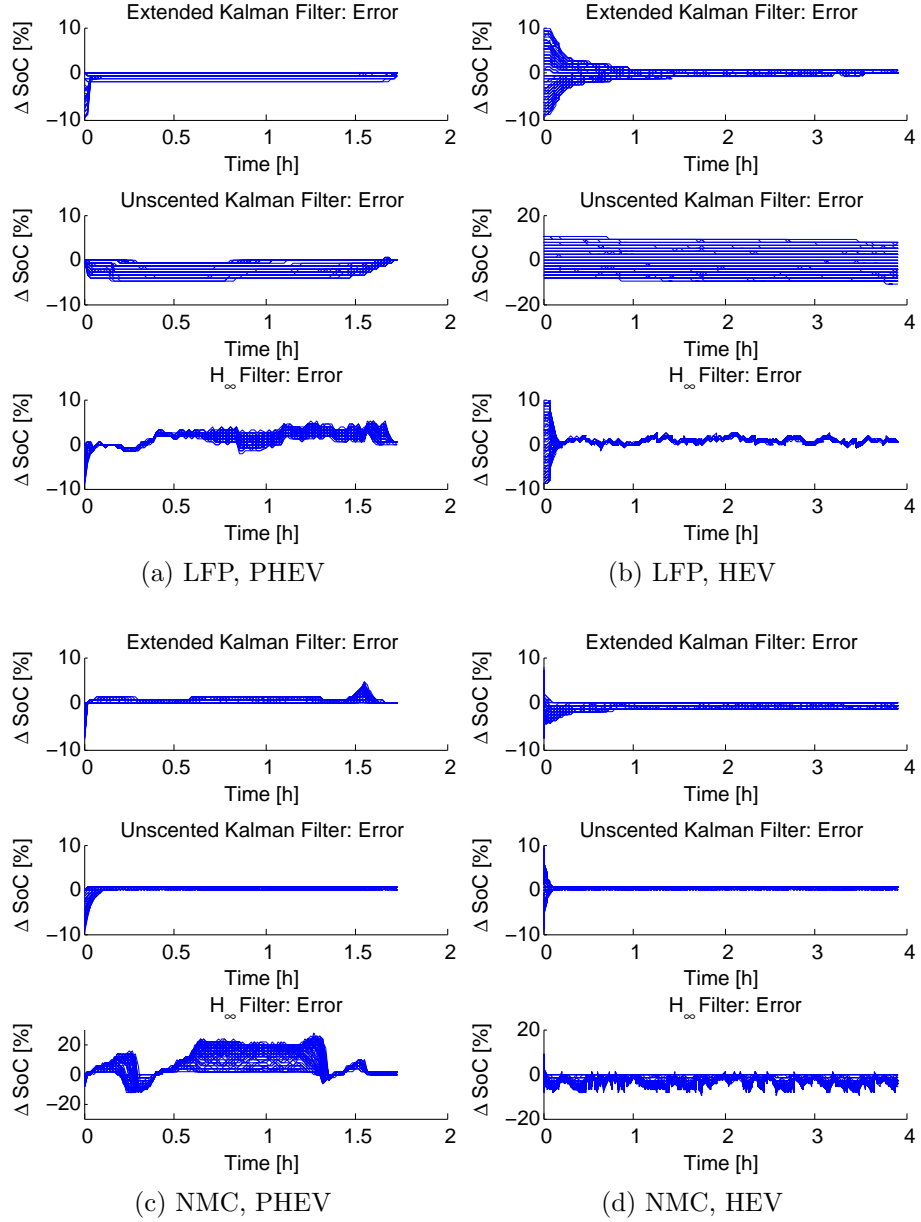 Extended Kalman Filter: Error
10
0
−10
Δ SoC [%]
0 0.5 1 1.5 2
Time [h]
Unscented Kalman Filter: Error
10
0
−10
Δ SoC [%]
0 0.5 1 1.5 2
Time [h]
H∞ Filter: Error
10
0
−10
Δ SoC [%]
0 0.5 1 1.5 2
Time [h]
(a) LFP, PHEV
Extended Kalman Filter: Error
10
0
−10
Δ SoC [%]
0 1 2 3 4
Time [h]
Unscented Kalman Filter: Error
20
0
−20
Δ SoC [%]
0 1 2 3 4
Time [h]
H∞ Filter: Error
10
0
−10
Δ SoC [%]
0 1 2 3 4
Time [h]
(b) LFP, HEV
Extended Kalman Filter: Error
10
0
−10
Δ SoC [%]
0 0.5 1 1.5 2
Time [h]
Unscented Kalman Filter: Error
10
0
−10
Δ SoC [%]
0 0.5 1 1.5 2
Time [h]
H∞ Filter: Error
20
0
−20
Δ SoC [%]
0 0.5 1 1.5 2
Time [h]
(c) NMC, PHEV
Extended Kalman Filter: Error
10
0
−10
Δ SoC [%]
0 1 2 3 4
Time [h]
Unscented Kalman Filter: Error
10
0
−10
Δ SoC [%]
0 1 2 3 4
Time [h]
H∞ Filter: Error
20
0
−20
Δ SoC [%]
0 1 2 3 4
Time [h]
(d) NMC, HEV